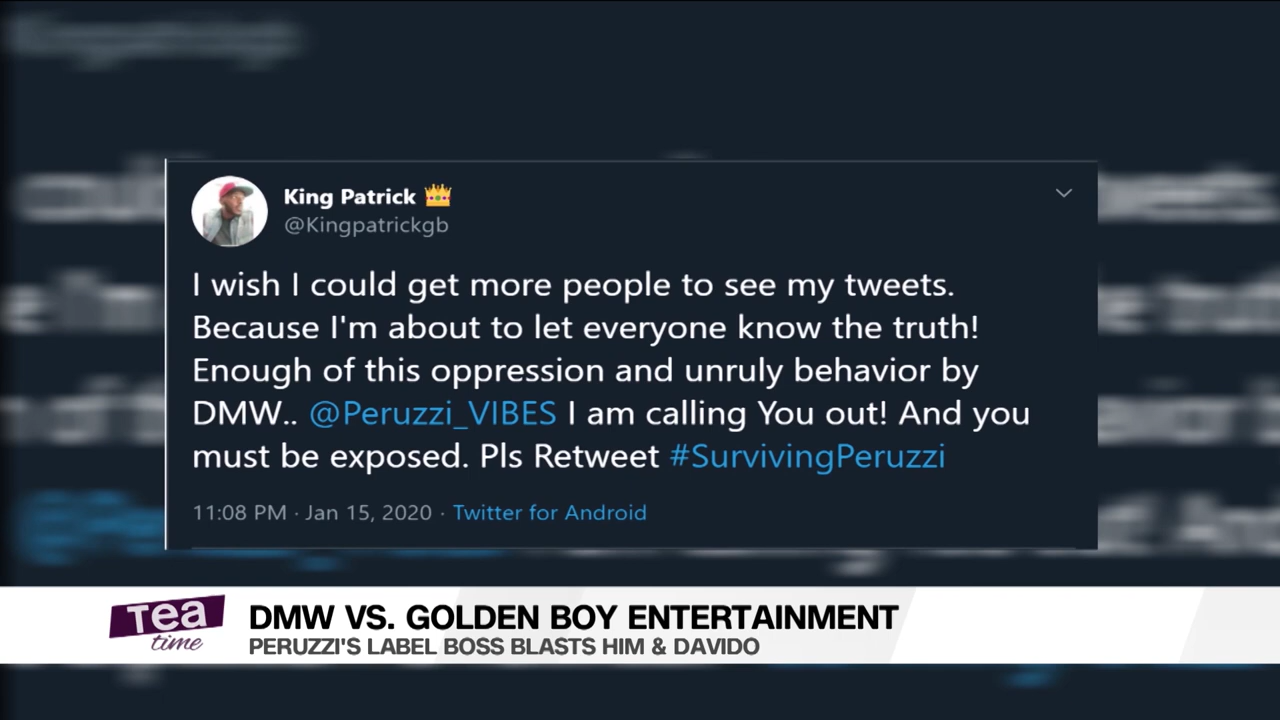 King Patrick 👑
@Kingpatrickgb
I wish I could get more people to see my tweets.
Because I'm about to let everyone know the truth!
Enough of this oppression and unruly behavior by
DMW.. @Peruzzi_VIBES I am calling You out! And you
must be exposed. Pls Retweet #SurvivingPeruzzi
11:08 PM · Jan 15, 2020 · Twitter for Android
Tea
time
DMW VS. GOLDEN BOY ENTERTAINMENT
PERUZZI'S LABEL BOSS BLASTS HIM & DAVIDO